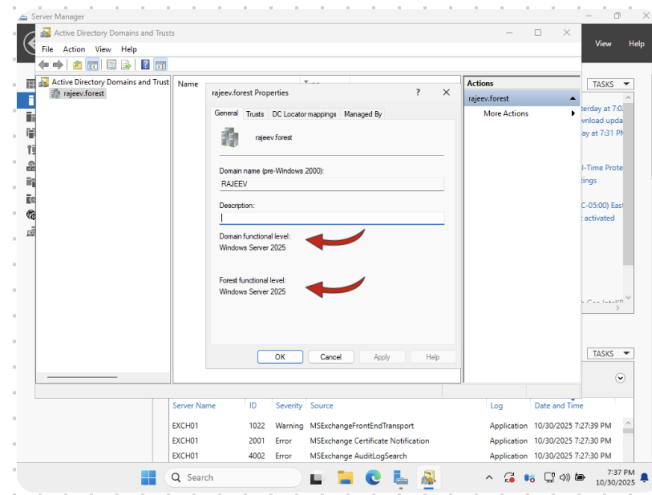 Server Manager
Active Directory Domains and Trusts
File Action View Help
View Help
Active Directory Domains and Trust
rajeev.forest
Name
Actions
rajeev.forest
More Actions
TASKS
rajeev.forest Properties ? ×
General Trusts DC Locator mappings Managed By
rajeev.forest
Domain name (pre-Windows 2000):
RAJEEV
Description:
Domain functional level:
Windows Server 2025
Forest functional level:
Windows Server 2025
OK Cancel Apply Help
erday at 7:0
wnload upda
ay at 7:31 PM
l-Time Prote
ings
C-05:00) East
activated
TASKS
Server Name ID Severity Source Log Date and Time
EXCH01 1022 Warning MSExchangeFrontEndTransport Application 10/30/2025 7:27:39 PM
EXCH01 2001 Error MSExchange Certificate Notification Application 10/30/2025 7:27:30 PM
EXCH01 4002 Error MSExchange AuditLogSearch Application 10/30/2025 7:27:30 PM
Search
7:37 PM
10/30/2025